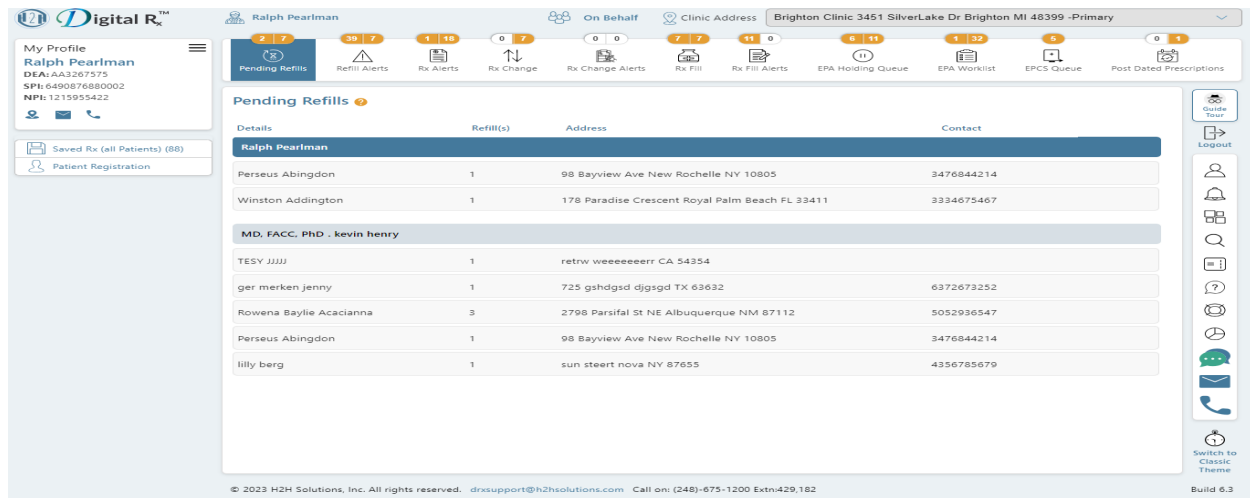 Digital Rx™
Ralph Pearlman
On Behalf
Clinic Address
Brighton Clinic 3451 SilverLake Dr Brighton MI 48399 -Primary
My Profile
Ralph Pearlman
DEA: AA3267575
SPI: 6490876880002
NPI: 1215955422
Saved Rx (all Patients) (88)
Patient Registration
2 7
Pending Refills
39 7
Refill Alerts
1 18
Rx Alerts
0 7
Rx Change
0 0
Rx Change Alerts
7 7
Rx Fill
11 0
Rx Fill Alerts
6 11
EPA Holding Queue
1 32
EPA Worklist
5
EPCS Queue
0 1
Post Dated Prescriptions
Pending Refills ?
Details Refill(s) Address Contact
Ralph Pearlman
Perseus Abingdon 1 98 Bayview Ave New Rochelle NY 10805 3476844214
Winston Addington 1 178 Paradise Crescent Royal Palm Beach FL 33411 3334675467
MD, FACC, PhD . kevin henry
TESY JJJJJ 1 retrw weeeeeerr CA 54354
ger merken jenny 1 725 gshdgsd djgsgd TX 63632 6372673252
Rowena Baylie Acacianna 3 2798 Parsifal St NE Albuquerque NM 87112 5052936547
Perseus Abingdon 1 98 Bayview Ave New Rochelle NY 10805 3476844214
lilly berg 1 sun steert nova NY 87655 4356785679
Guide
Tour
Logout
Switch to
Classic
Theme
© 2023 H2H Solutions, Inc. All rights reserved. drxsupport@h2hsolutions.com Call on: (248)-675-1200 Extn:429,182
Build 6.3